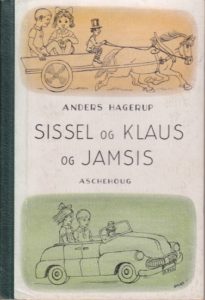 ANDERS HAGERUP
SISSEL OG KLAUS
OG JAMSIS
ASCHEHOUG